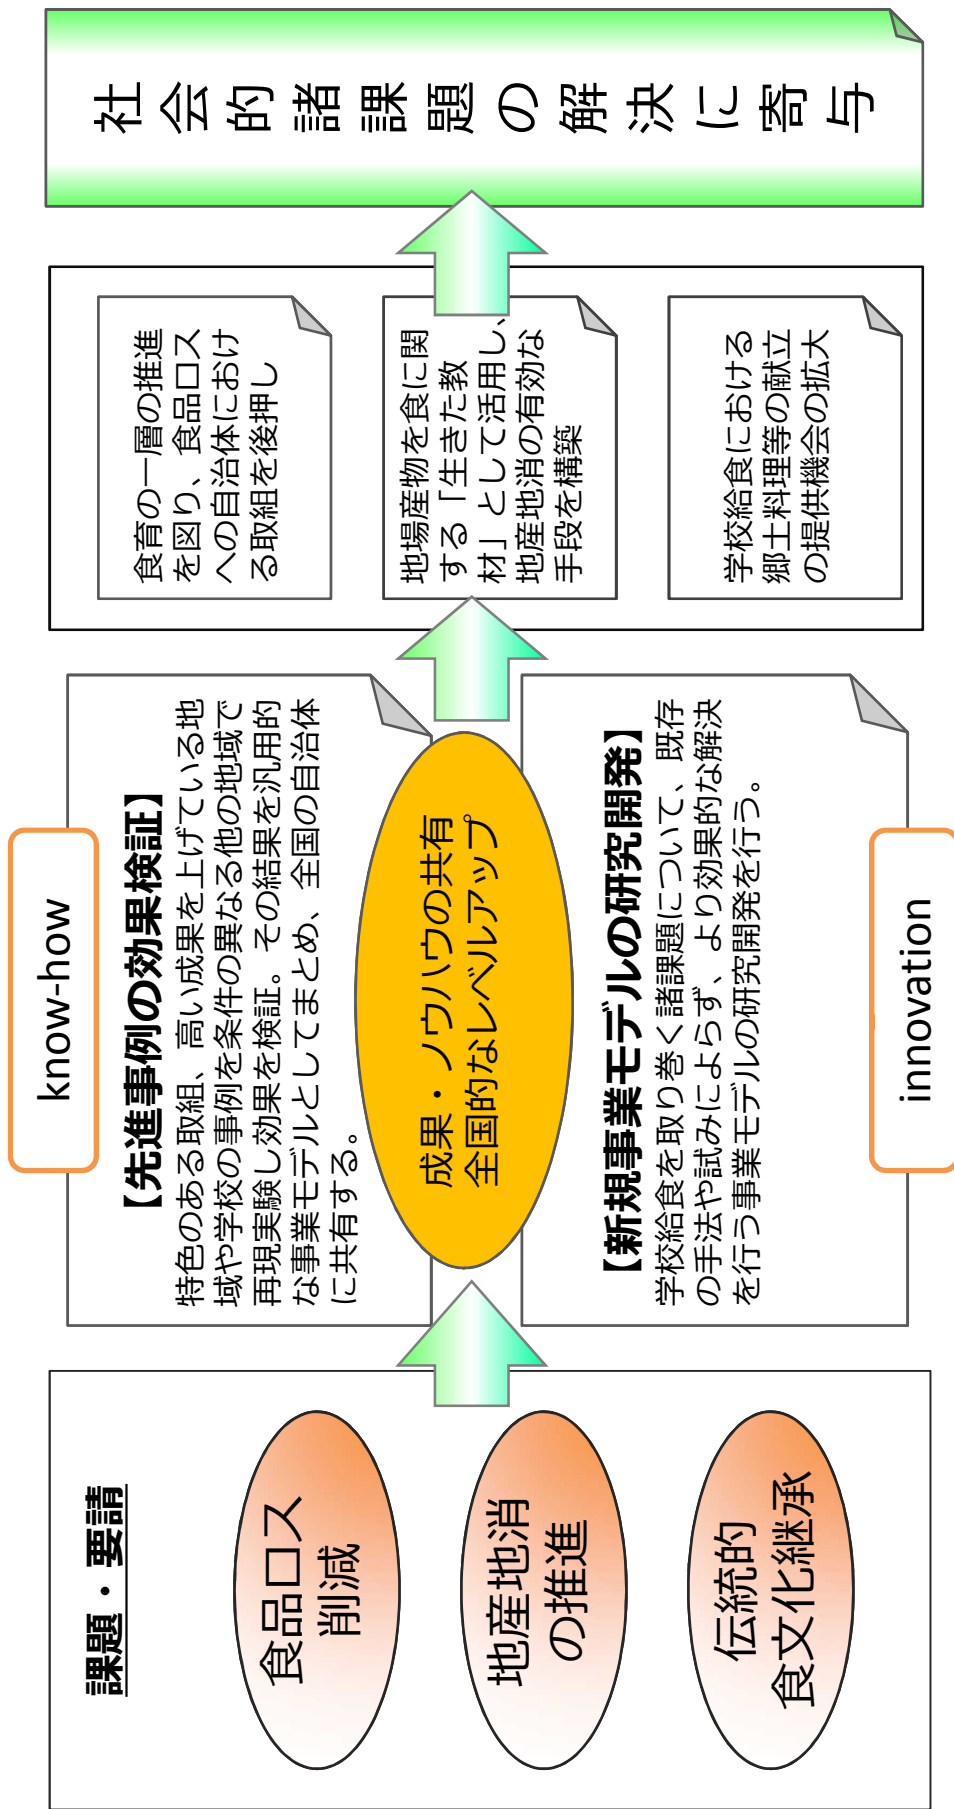 課題・要請
食品ロス
削減
地産地消
の推進
伝統的
食文化継承
know-how
【先進事例の効果検証】
特色のある取組、高い成果を上げている地
域や学校の事例を条件の異なる他の地域で
再現実験し効果を検証。その結果を汎用的
な事業モデルとしてまとめ、全国の自治体
に共有する。
成果・ノウハウの共有
全国的なレベルアップ
【新規事業モデルの研究開発】
学校給食を取り巻く諸課題について、既存
の手法や試みによらず、より効果的な解決
を行う事業モデルの研究開発を行う。
innovation
食育の一層の推進
を図り、食品ロス
への自治体におけ
る取組を後押し
地場産物を食に関
する「生きた教
材」として活用し、
地産地消の有効な
手段を構築
学校給食における
郷土料理等の献立
の提供機会の拡大
社会的諸課題の解決に寄与